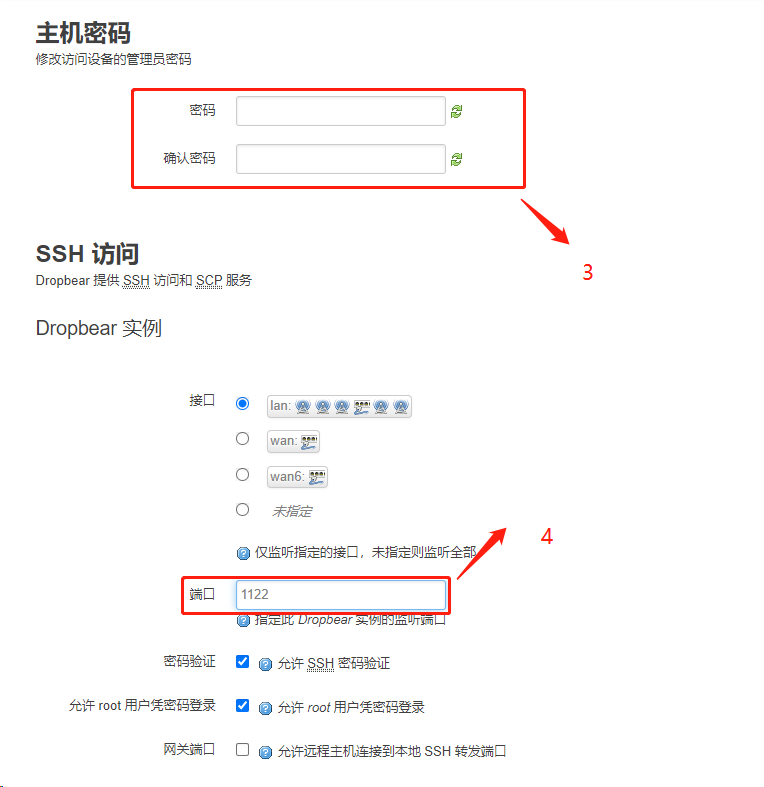 主机密码
修改访问设备的管理员密码
密码
确认密码
3
SSH 访问
Dropbear 提供 SSH 访问和 SCP 服务
Dropbear 实例
接口
lan:
wan:
wan6:
未指定
仅监听指定的接口，未指定则监听全部
4
端口 1122
指定此 Dropbear 实例的监听端口
密码验证 允许 SSH 密码验证
允许 root 用户凭密码登录 允许 root 用户凭密码登录
网关端口 允许远程主机连接到本地 SSH 转发端口